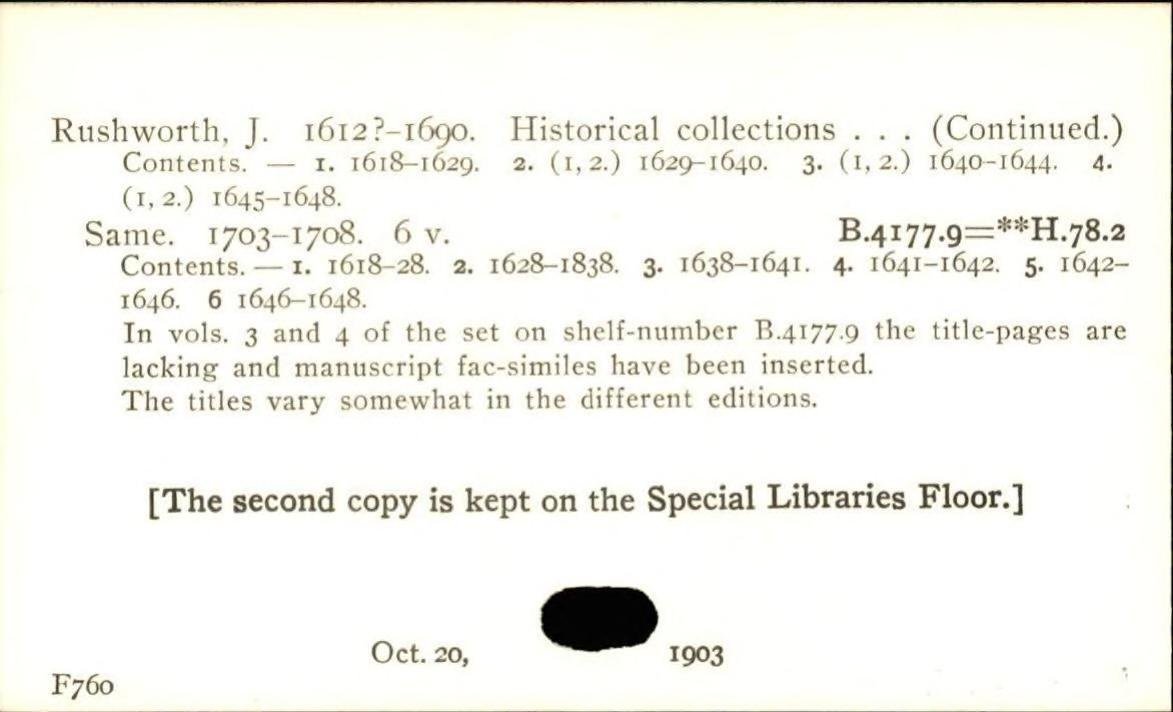 Rushworth, J. 1612?-1690. Historical collections . . . (Continued.)
Contents. — 1. 1618-1629. 2. (1, 2.) 1629-1640. 3. (1, 2.) 1640-1644. 4.
(1, 2.) 1645-1648.
Same. 1703-1708. 6 v. B.4177.9=**H.78.2
Contents. — 1. 1618-28. 2. 1628-1838. 3. 1638-1641. 4. 1641-1642. 5. 1642-
1646. 6 1646-1648.
In vols. 3 and 4 of the set on shelf-number B.4177.9 the title-pages are
lacking and manuscript fac-similes have been inserted.
The titles vary somewhat in the different editions.
[The second copy is kept on the Special Libraries Floor.]
Oct. 20, 1903
F760